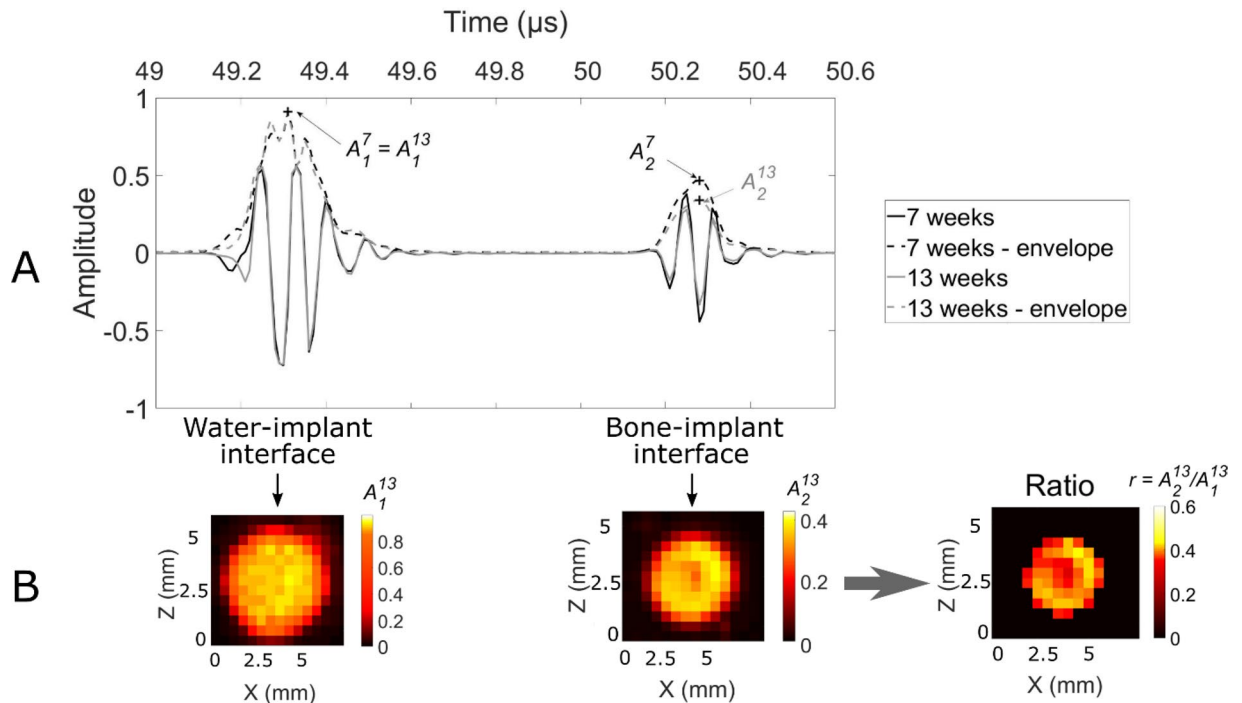 Time (µs)
49 49.2 49.4 49.6 49.8 50 50.2 50.4 50.6
A
Amplitude
1
0.5
0
-0.5
-1
A₁⁷ = A₁¹³
A₂⁷
A₂¹³
7 weeks
7 weeks - envelope
13 weeks
13 weeks - envelope
Water-implant
interface
Bone-implant
interface
B
A₁¹³
Z (mm)
5
2.5
0
0 2.5 5
X (mm)
0.8
0.6
0.4
0.2
0
A₂¹³
Z (mm)
5
2.5
0
0 2.5 5
X (mm)
0.4
0.2
0
Ratio
r = A₂¹³/A₁¹³
Z (mm)
5
2.5
0
0 2.5 5
X (mm)
0.6
0.4
0.2
0